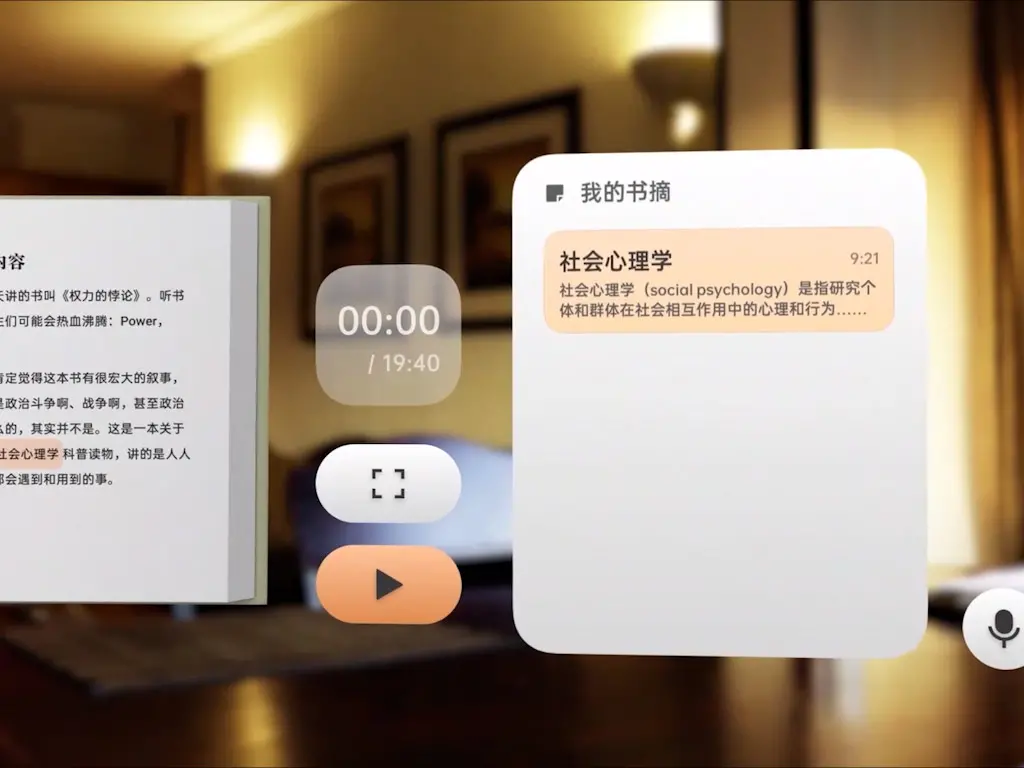 内容
天讲的书叫《权力的悖论》。听书
生们可能会热血沸腾：Power，
肯定觉得这本书有很宏大的叙事，
是政治斗争啊、战争啊，甚至政治
么的，其实并不是。这是一本关于
社会心理学科普读物，讲的是人人
都会遇到和用到的事。
00:00
/ 19:40
我的书摘
社会心理学
9:21
社会心理学（social psychology）是指研究个
体和群体在社会相互作用中的心理和行为……